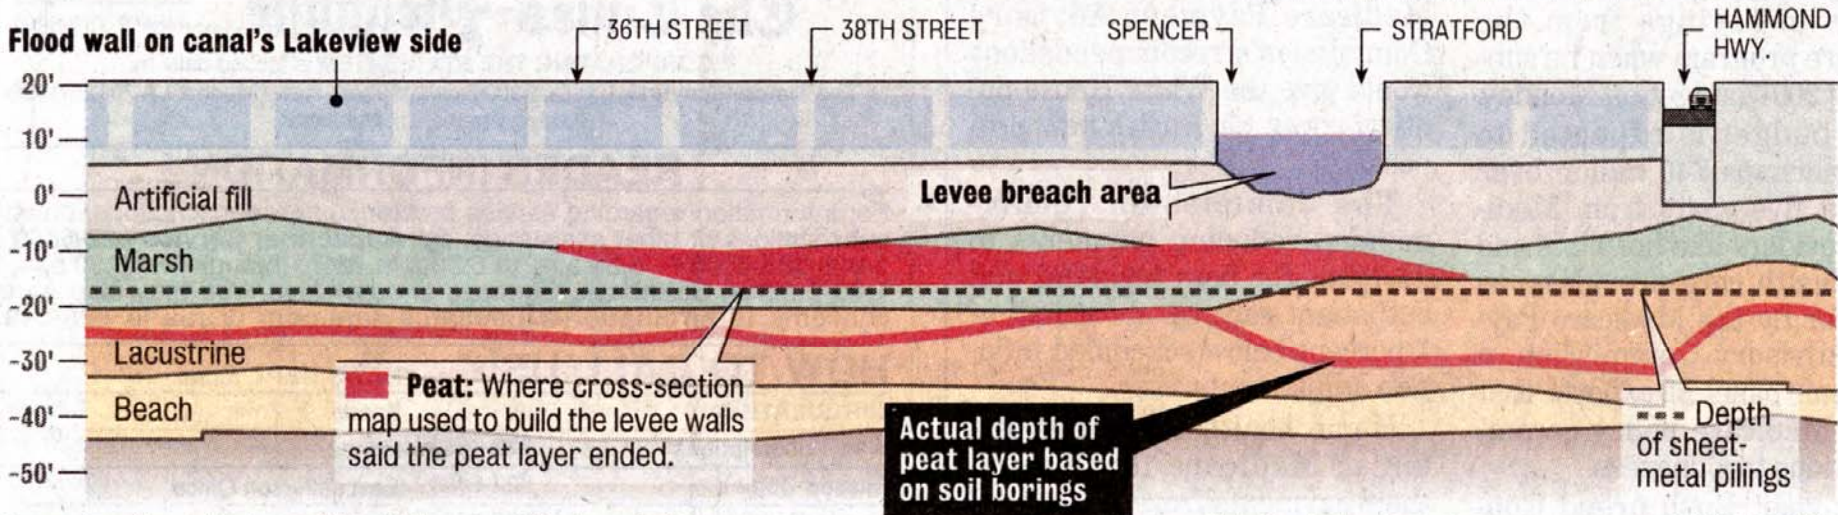 Flood wall on canal's Lakeview side
36TH STREET
38TH STREET
SPENCER
STRATFORD
HAMMOND
HWY.
20'
10'
0'
-10'
-20'
-30'
-40'
-50'
Artificial fill
Marsh
Lacustrine
Beach
Levee breach area
Peat: Where cross-section
map used to build the levee walls
said the peat layer ended.
Actual depth of
peat layer based
on soil borings
Depth
of sheet-
metal pilings